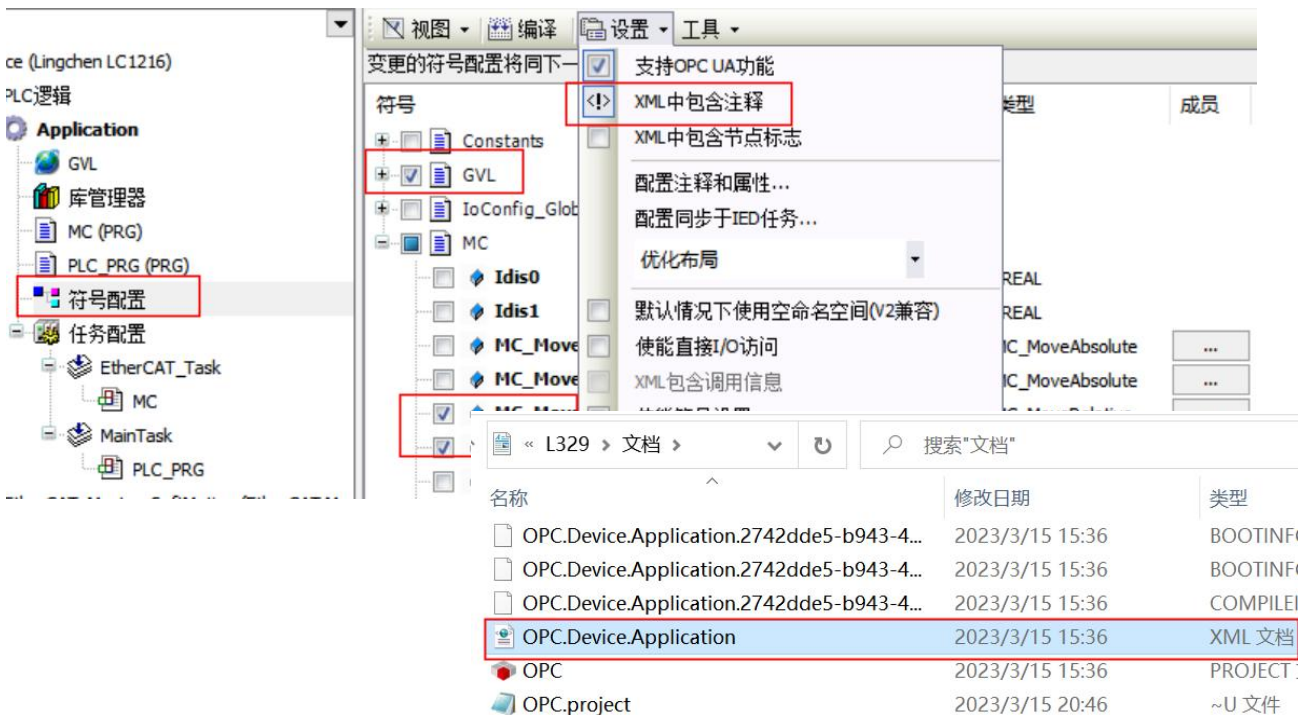 视图 编译 设置 工具
ce (Lingchen LC1216)
PLC逻辑
Application
GVL
库管理器
MC (PRG)
PLC_PRG (PRG)
符号配置
任务配置
EtherCAT_Task
MC
MainTask
PLC_PRG
变更的符号配置将同下一
符号 类型 成员
Constants
GVL
IoConfig_Glob
MC
Idis0 REAL
Idis1 REAL
MC_Move MC_MoveAbsolute ...
MC_Move MC_MoveAbsolute ...
支持OPC UA功能
XML中包含注释
XML中包含节点标志
配置注释和属性...
配置同步于IED任务...
优化布局
默认情况下使用空命名空间(V2兼容)
使能直接I/O访问
XML包含调用信息
« L329 > 文档 > 搜索"文档"
名称 修改日期 类型
OPC.Device.Application.2742dde5-b943-4... 2023/3/15 15:36 BOOTINF
OPC.Device.Application.2742dde5-b943-4... 2023/3/15 15:36 BOOTINF
OPC.Device.Application.2742dde5-b943-4... 2023/3/15 15:36 COMPILE
OPC.Device.Application 2023/3/15 15:36 XML 文档
OPC 2023/3/15 15:36 PROJECT
OPC.project 2023/3/15 20:46 ~U 文件